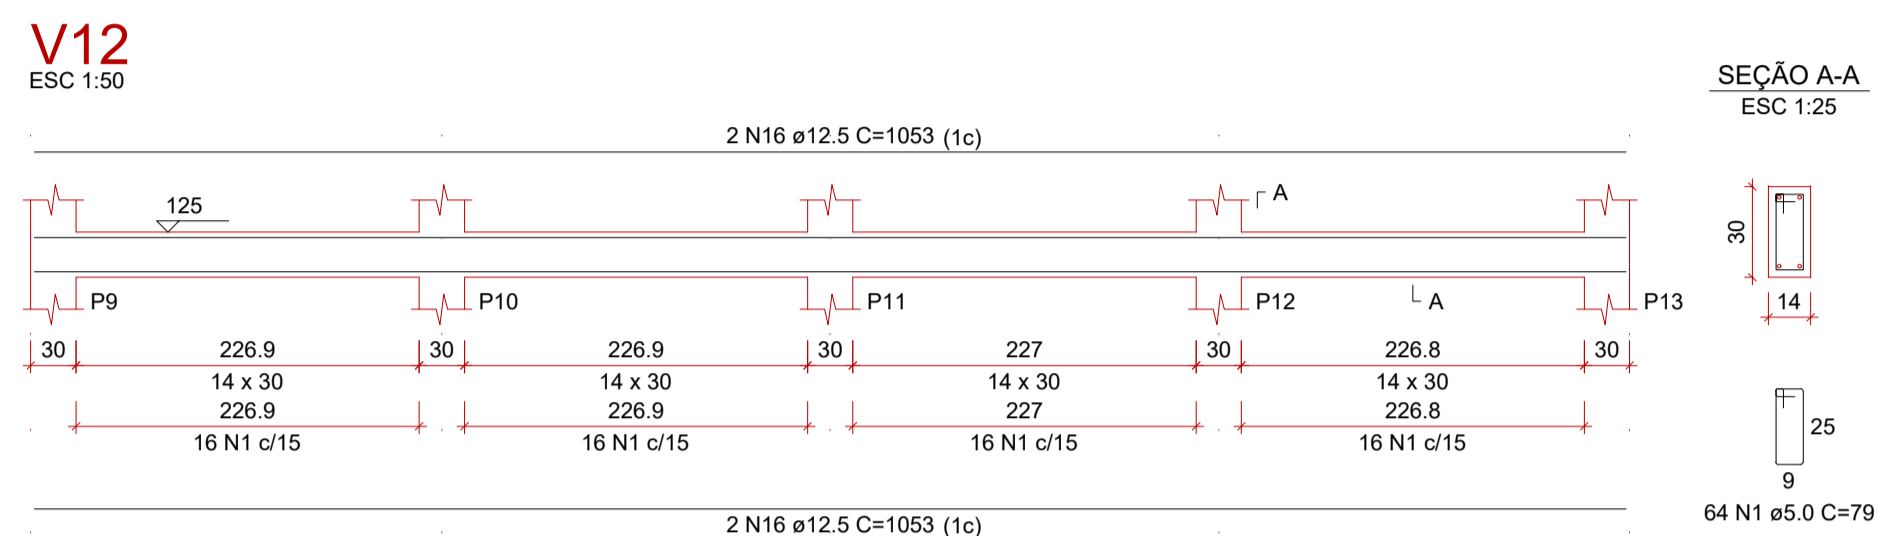 V12
ESC 1:50
SEÇÃO A-A
ESC 1:25
2 N16 ø12.5 C=1053 (1c)
A
125
30
14
P9
P10
P11
P12
A
P13
30 226.9 30 226.9 30 227 30 226.8 30
14 x 30 14 x 30 14 x 30 14 x 30
226.9 226.9 227 226.8
16 N1 c/15 16 N1 c/15 16 N1 c/15 16 N1 c/15
25
9
64 N1 ø5.0 C=79
2 N16 ø12.5 C=1053 (1c)